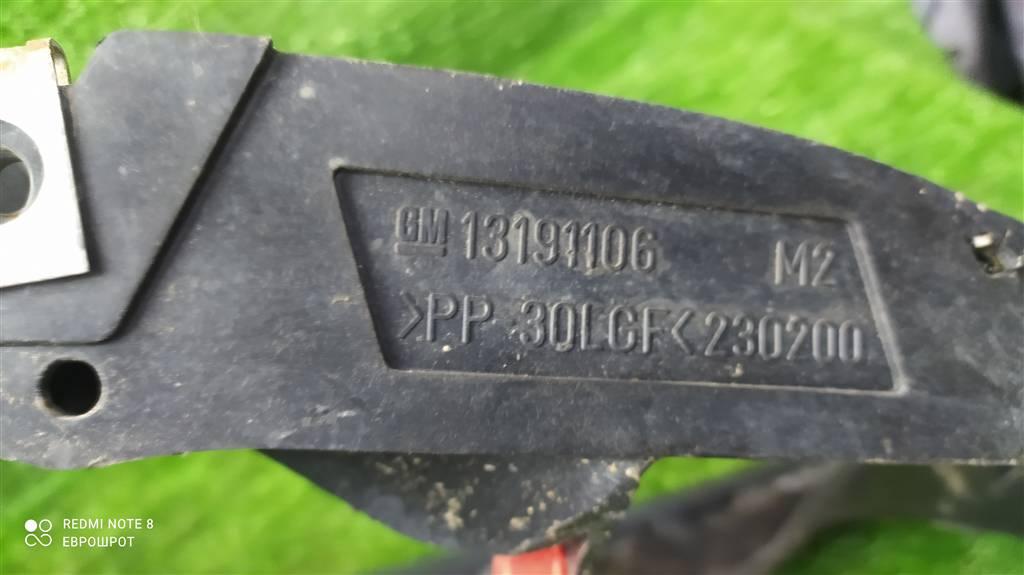 GM 13191106 M2
>PP 30LGF<230200
REDMI NOTE 8
ЕВРОШРОТ